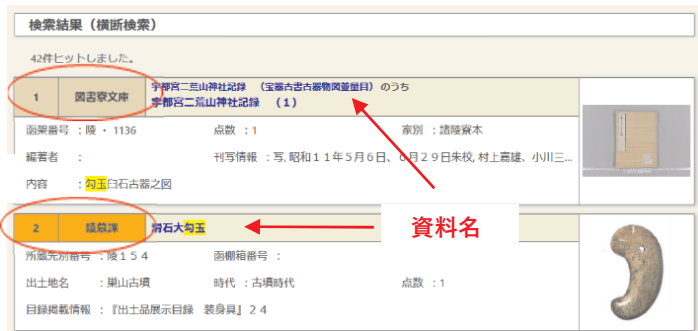 検索結果（横断検索）
42件ヒットしました。
1 図書寮文庫 宇都宮二荒山神社記録 （宝器古書古器物図並量目）のうち
宇都宮二荒山神社記録 （1）
函架番号 ：陵 ・ 1136 点数 ：1 家別 ：諸陵寮本
編著者 ： 刊写情報 ：写, 昭和１１年５月６日、６月２９日朱校, 村上嘉雄、小川三...
内容 ：勾玉臼石古器之図
2 陵墓課 滑石大勾玉
資料名
所蔵先別番号 ：陵１５４ 函棚箱番号 ：
出土地名 ：巣山古墳 時代 ：古墳時代 点数 ：1
目録掲載情報 ：『出土品展示目録 装身具』２４